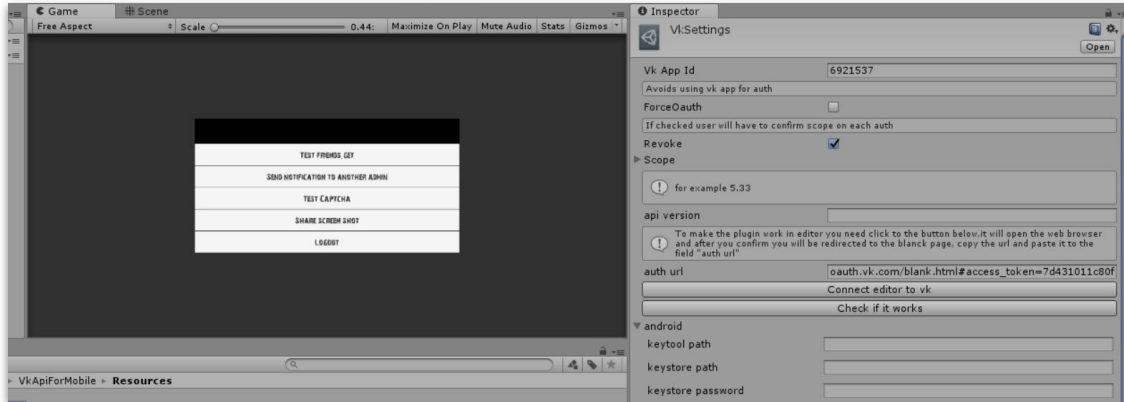 Game
Scene
Free Aspect
Scale
0.44:
Maximize On Play
Mute Audio
Stats
Gizmos
TEST FRIENDS.GET
SEND NOTIFICATION TO ANOTHER ADMIN
TEST CAPTCHA
SHARE SCREEN SHOT
LOGOUT
VkApiForMobile ▸ Resources
Inspector
VkSettings
Open
Vk App Id
6921537
Avoids using vk app for auth
ForceOauth
If checked user will have to confirm scope on each auth
Revoke
Scope
for example 5.33
api version
To make the plugin work in editor you need click to the button below,it will open the web browser
and after you confirm you will be redirected to the blanck page, copy the url and paste it to the
field "auth url"
auth url
oauth.vk.com/blank.html#access_token=7d431011c80f
Connect editor to vk
Check if it works
android
keytool path
keystore path
keystore password